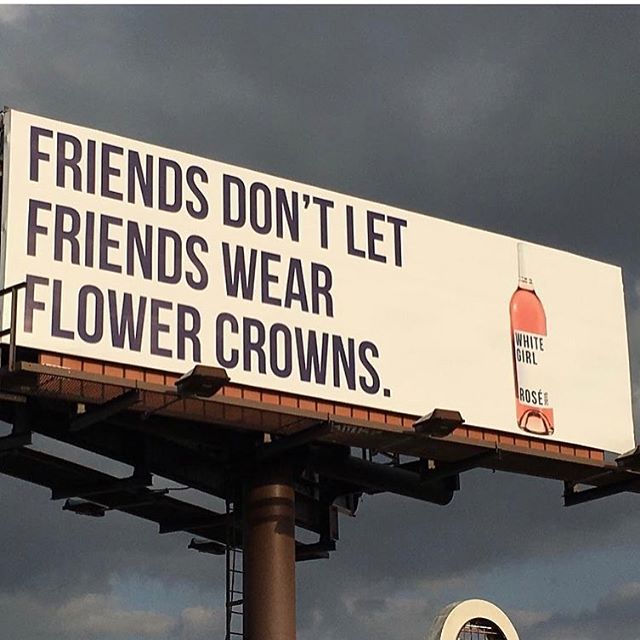 FRIENDS DON'T LET
FRIENDS WEAR
FLOWER CROWNS.
WHITE
GIRL
ROSÉ